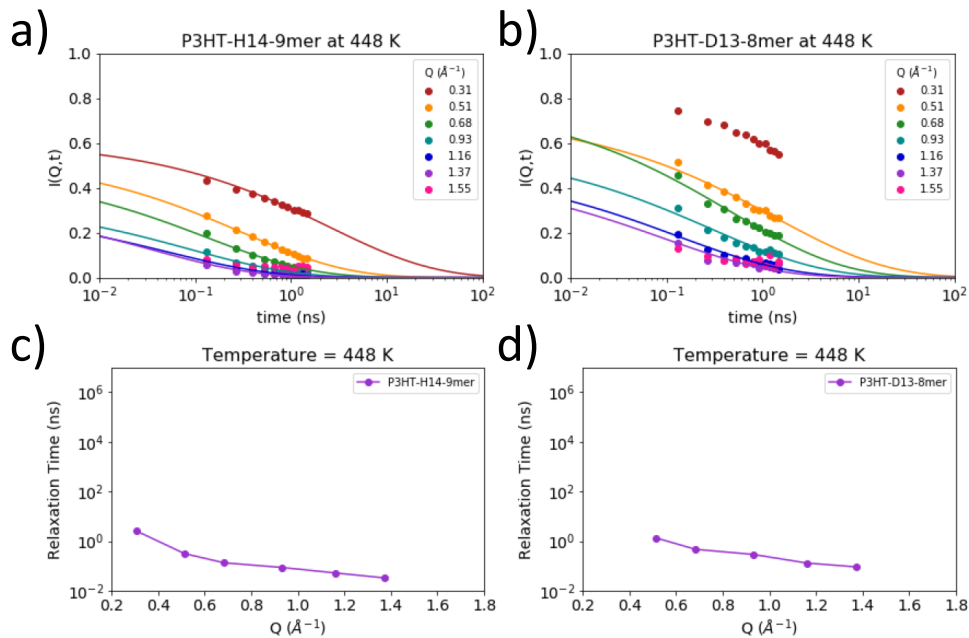 a)
P3HT-H14-9mer at 448 K
1.0
0.8
0.6
0.4
0.2
0.0
I(Q,t)
10⁻² 10⁻¹ 10⁰ 10¹ 10²
time (ns)
Q (Å⁻¹)
0.31
0.51
0.68
0.93
1.16
1.37
1.55
b)
P3HT-D13-8mer at 448 K
1.0
0.8
0.6
0.4
0.2
0.0
I(Q,t)
10⁻² 10⁻¹ 10⁰ 10¹ 10²
time (ns)
Q (Å⁻¹)
0.31
0.51
0.68
0.93
1.16
1.37
1.55
c)
Temperature = 448 K
P3HT-H14-9mer
10⁶
10⁴
10²
10⁰
10⁻²
Relaxation Time (ns)
0.2 0.4 0.6 0.8 1.0 1.2 1.4 1.6 1.8
Q (Å⁻¹)
d)
Temperature = 448 K
P3HT-D13-8mer
10⁶
10⁴
10²
10⁰
10⁻²
Relaxation Time (ns)
0.2 0.4 0.6 0.8 1.0 1.2 1.4 1.6 1.8
Q (Å⁻¹)